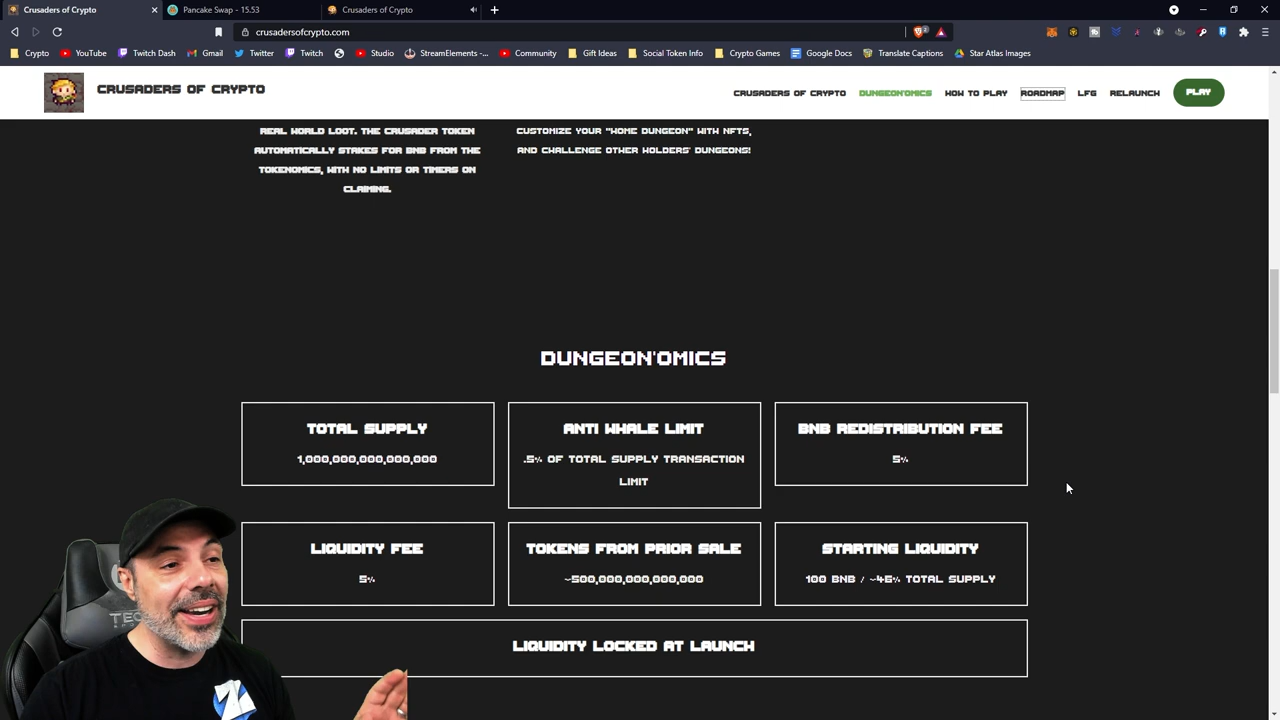 Crusaders of Crypto
Pancake Swap - 15.53
Crusaders of Crypto
crusadersofcrypto.com
2
Crypto
YouTube
Twitch Dash
Gmail
Twitter
Twitch
Studio
StreamElements -...
Community
Gift Ideas
Social Token Info
Crypto Games
Google Docs
Translate Captions
Star Atlas Images
CRUSADERS OF CRYPTO
CRUSADERS OF CRYPTO
DUNGEON'OMICS
HOW TO PLAY
ROADMAP
LFG
RELAUNCH
PLAY
REAL WORLD LOOT. THE CRUSADER TOKEN
AUTOMATICALLY STAKES FOR BNB FROM THE
TOKENOMICS, WITH NO LIMITS OR TIMERS ON
CLAIMING.
CUSTOMIZE YOUR "HOME DUNGEON" WITH NFTS,
AND CHALLENGE OTHER HOLDERS' DUNGEONS!
DUNGEON'OMICS
TOTAL SUPPLY
1,000,000,000,000,000
ANTI WHALE LIMIT
.5% OF TOTAL SUPPLY TRANSACTION
LIMIT
BNB REDISTRIBUTION FEE
5%
LIQUIDITY FEE
5%
TOKENS FROM PRIOR SALE
~500,000,000,000,000
STARTING LIQUIDITY
100 BNB / ~45% TOTAL SUPPLY
LIQUIDITY LOCKED AT LAUNCH